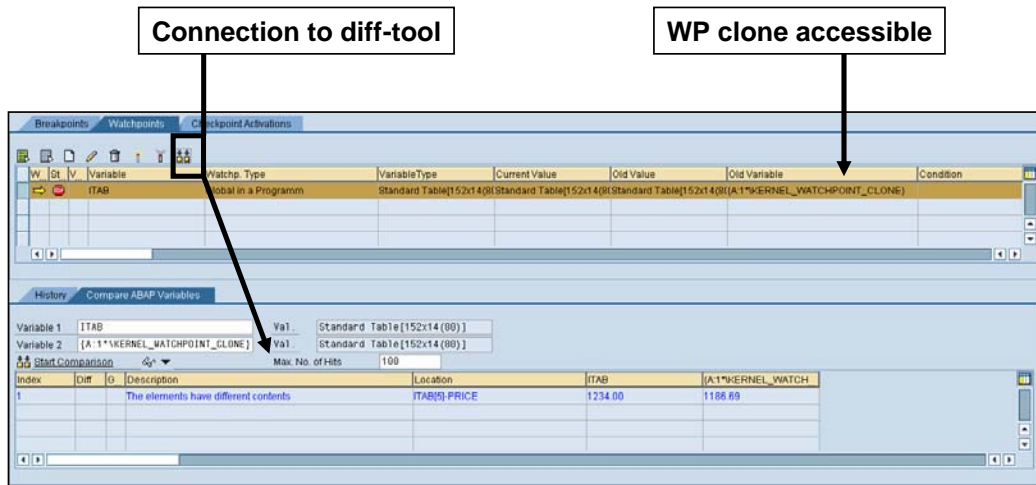 Connection to diff-tool WP clone accessible
Breakpoints Watchpoints Checkpoint Activations
W... St... V... Variable Watchp. Type VariableType Current Value Old Value Old Variable Condition
ITAB Global in a Programm Standard Table[152x14(80 Standard Table[152x14(80 Standard Table[152x14(80 {A:1*\KERNEL_WATCHPOINT_CLONE}
History Compare ABAP Variables
Variable 1 ITAB Val. Standard Table[152x14(80)]
Variable 2 {A:1*\KERNEL_WATCHPOINT_CLONE} Val. Standard Table[152x14(80)]
Start Comparison Max. No. of Hits 100
Index Diff G Description Location ITAB {A:1*\KERNEL_WATCH
1 The elements have different contents ITAB[5]-PRICE 1234.00 1186.69